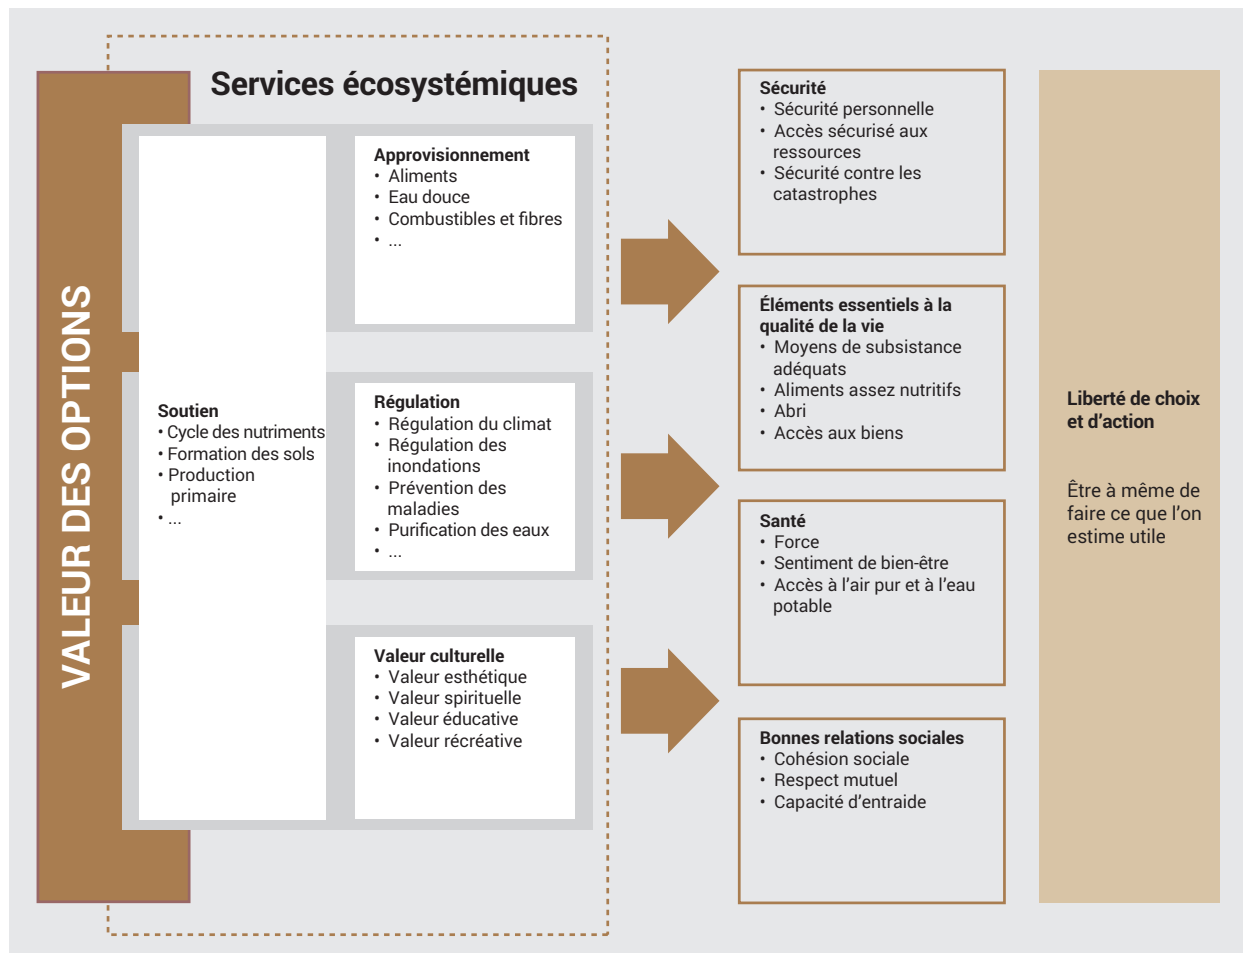 VALEUR DES OPTIONS
Services écosystémiques
Soutien
• Cycle des nutriments
• Formation des sols
• Production
primaire
• ...
Approvisionnement
• Aliments
• Eau douce
• Combustibles et fibres
• ...
Régulation
• Régulation du climat
• Régulation des
inondations
• Prévention des
maladies
• Purification des eaux
• ...
Valeur culturelle
• Valeur esthétique
• Valeur spirituelle
• Valeur éducative
• Valeur récréative
Sécurité
• Sécurité personnelle
• Accès sécurisé aux
ressources
• Sécurité contre les
catastrophes
Éléments essentiels à la
qualité de la vie
• Moyens de subsistance
adéquats
• Aliments assez nutritifs
• Abri
• Accès aux biens
Santé
• Force
• Sentiment de bien-être
• Accès à l’air pur et à l’eau
potable
Bonnes relations sociales
• Cohésion sociale
• Respect mutuel
• Capacité d’entraide
Liberté de choix
et d’action
Être à même de
faire ce que l’on
estime utile